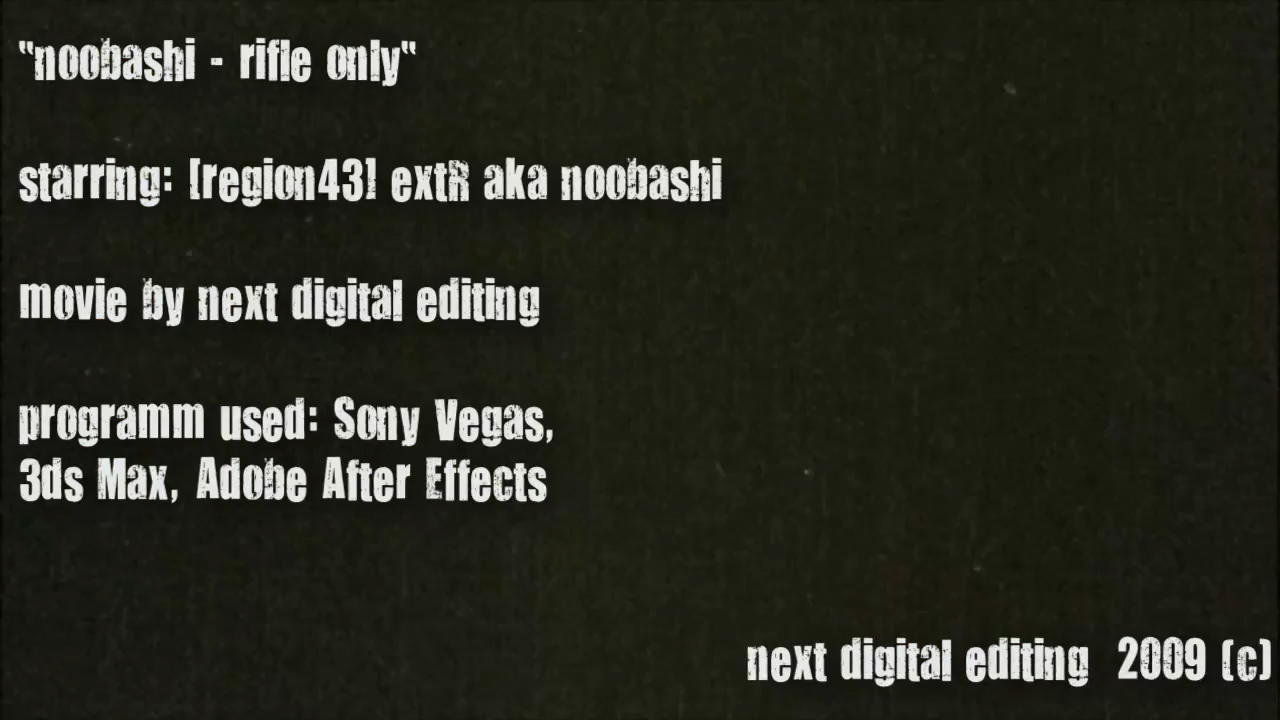 "noobashi - rifle only"
starring: [region43] extR aka noobashi
movie by next digital editing
programm used: Sony Vegas,
3ds Max, Adobe After Effects
next digital editing 2009 (c)